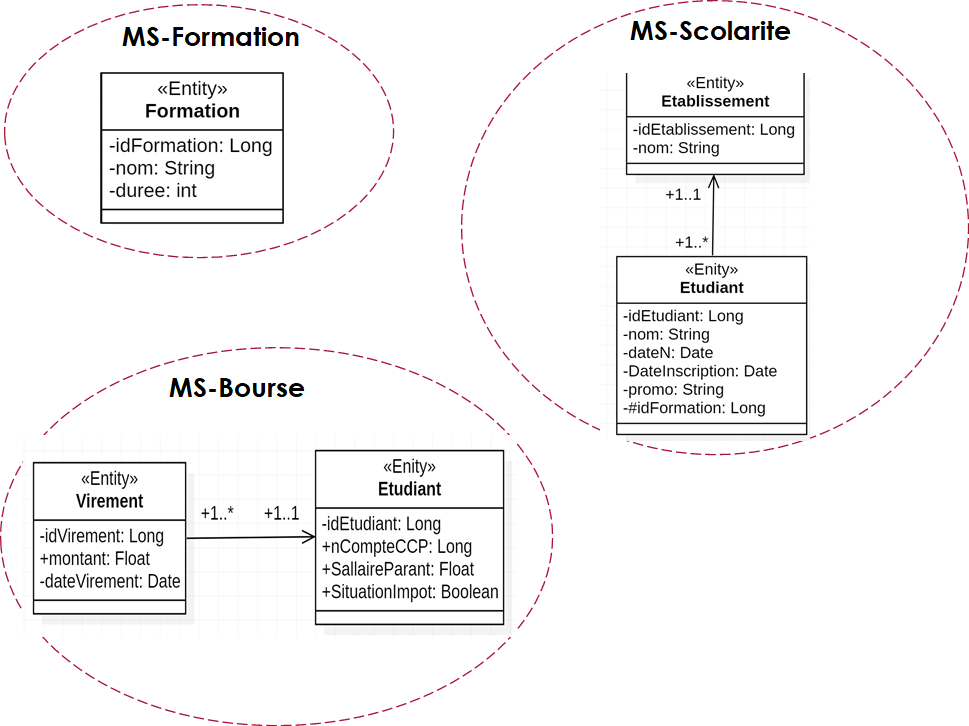 MS-Formation
«Entity»
Formation
-idFormation: Long
-nom: String
-duree: int
MS-Scolarite
«Entity»
Etablissement
-idEtablissement: Long
-nom: String
+1..1
+1..*
«Enity»
Etudiant
-idEtudiant: Long
-nom: String
-dateN: Date
-DateInscription: Date
-promo: String
-#idFormation: Long
MS-Bourse
«Entity»
Virement
-idVirement: Long
+montant: Float
-dateVirement: Date
+1..* +1..1
«Enity»
Etudiant
-idEtudiant: Long
+nCompteCCP: Long
+SallaireParant: Float
+SituationImpot: Boolean